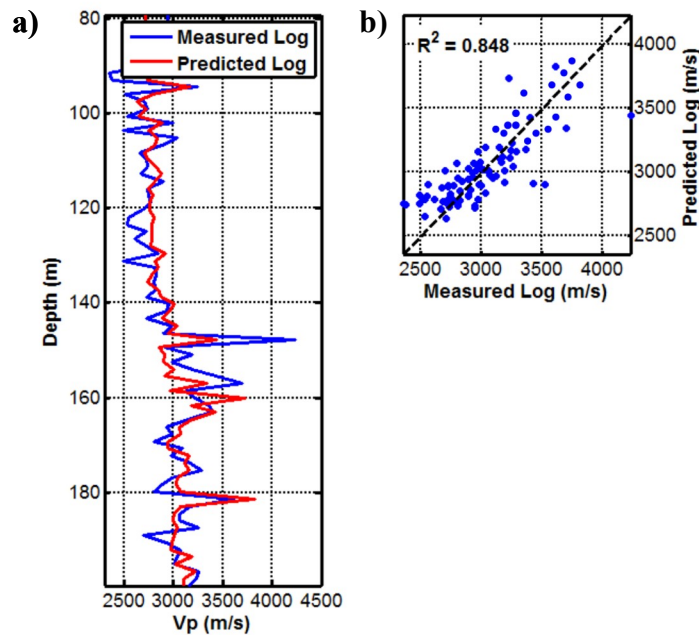 a)
Measured Log
Predicted Log
80
100
120
140
160
180
Depth (m)
2500 3000 3500 4000 4500
Vp (m/s)
b)
R² = 0.848
4000
3500
3000
2500
Predicted Log (m/s)
2500 3000 3500 4000
Measured Log (m/s)